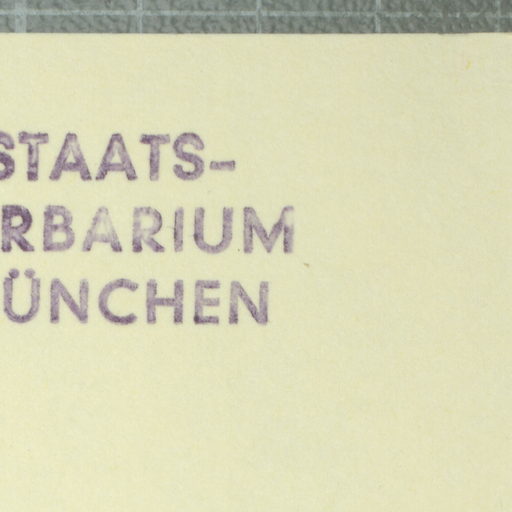 STAATS-
RBARIUM
ÜNCHEN